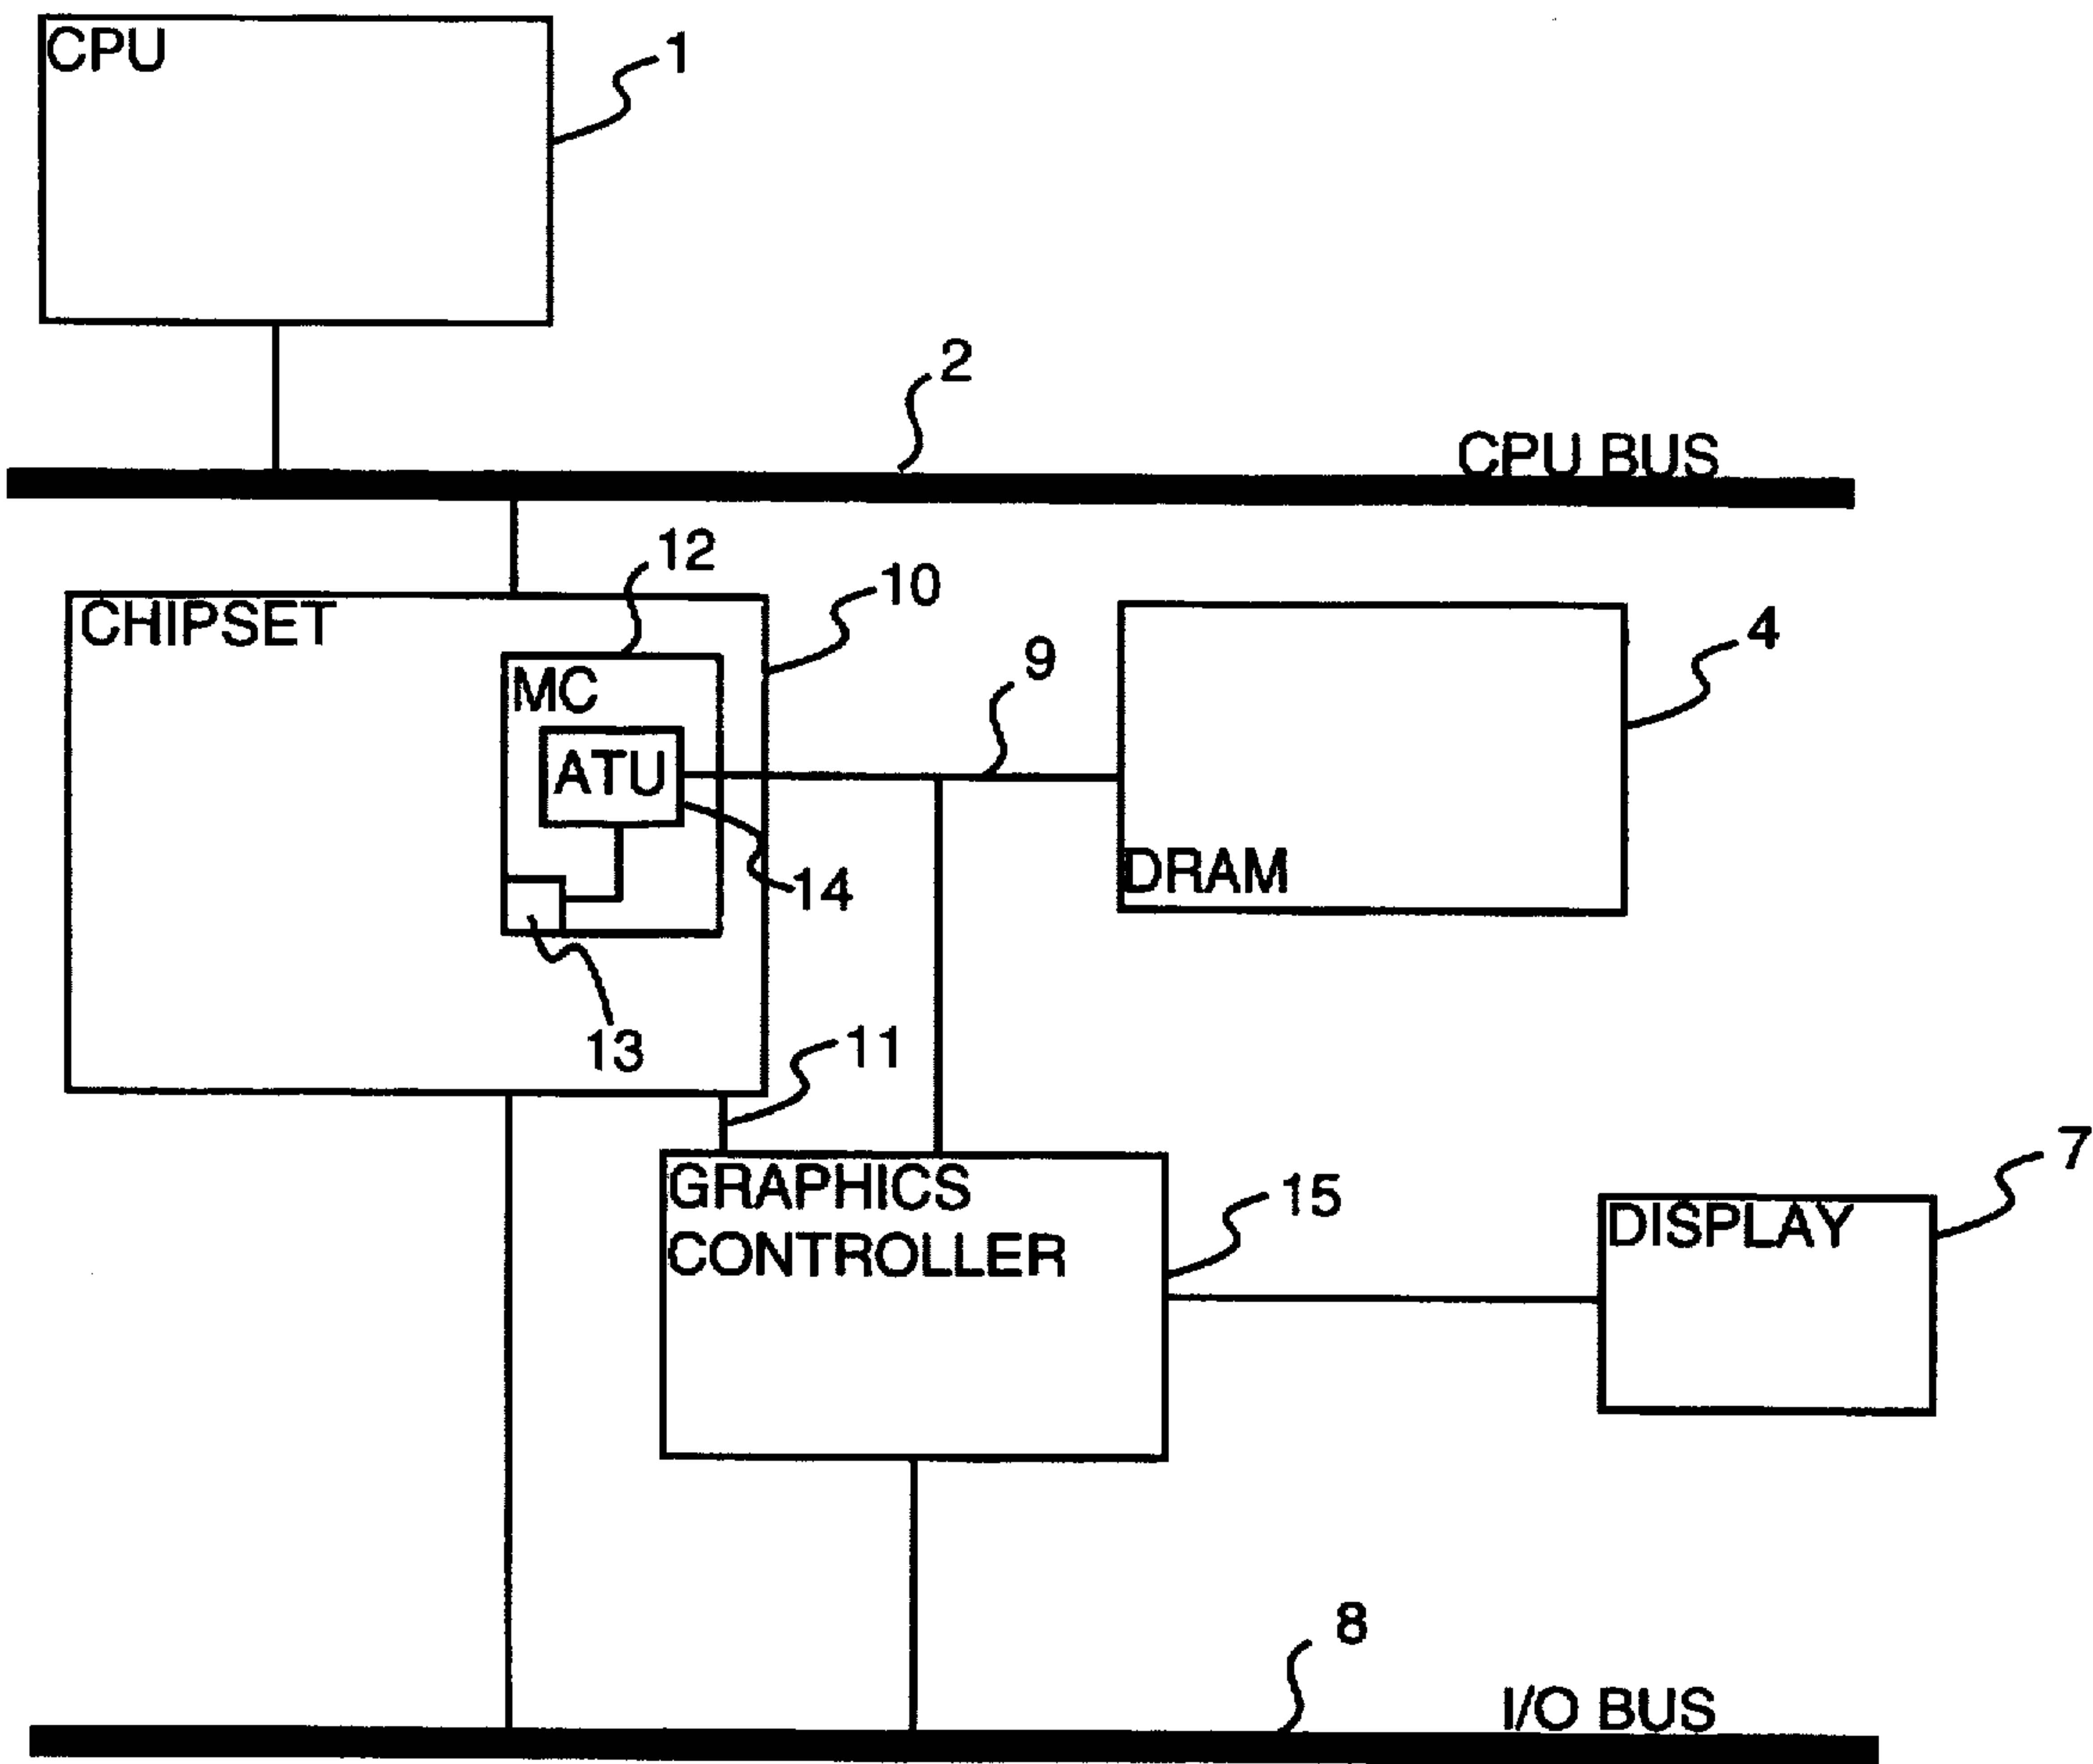 CPU
1
2
CPU BUS
12
10
CHIPSET
4
9
MC
ATU
DRAM
14
13
11
7
GRAPHICS
CONTROLLER
15
DISPLAY
8
I/O BUS